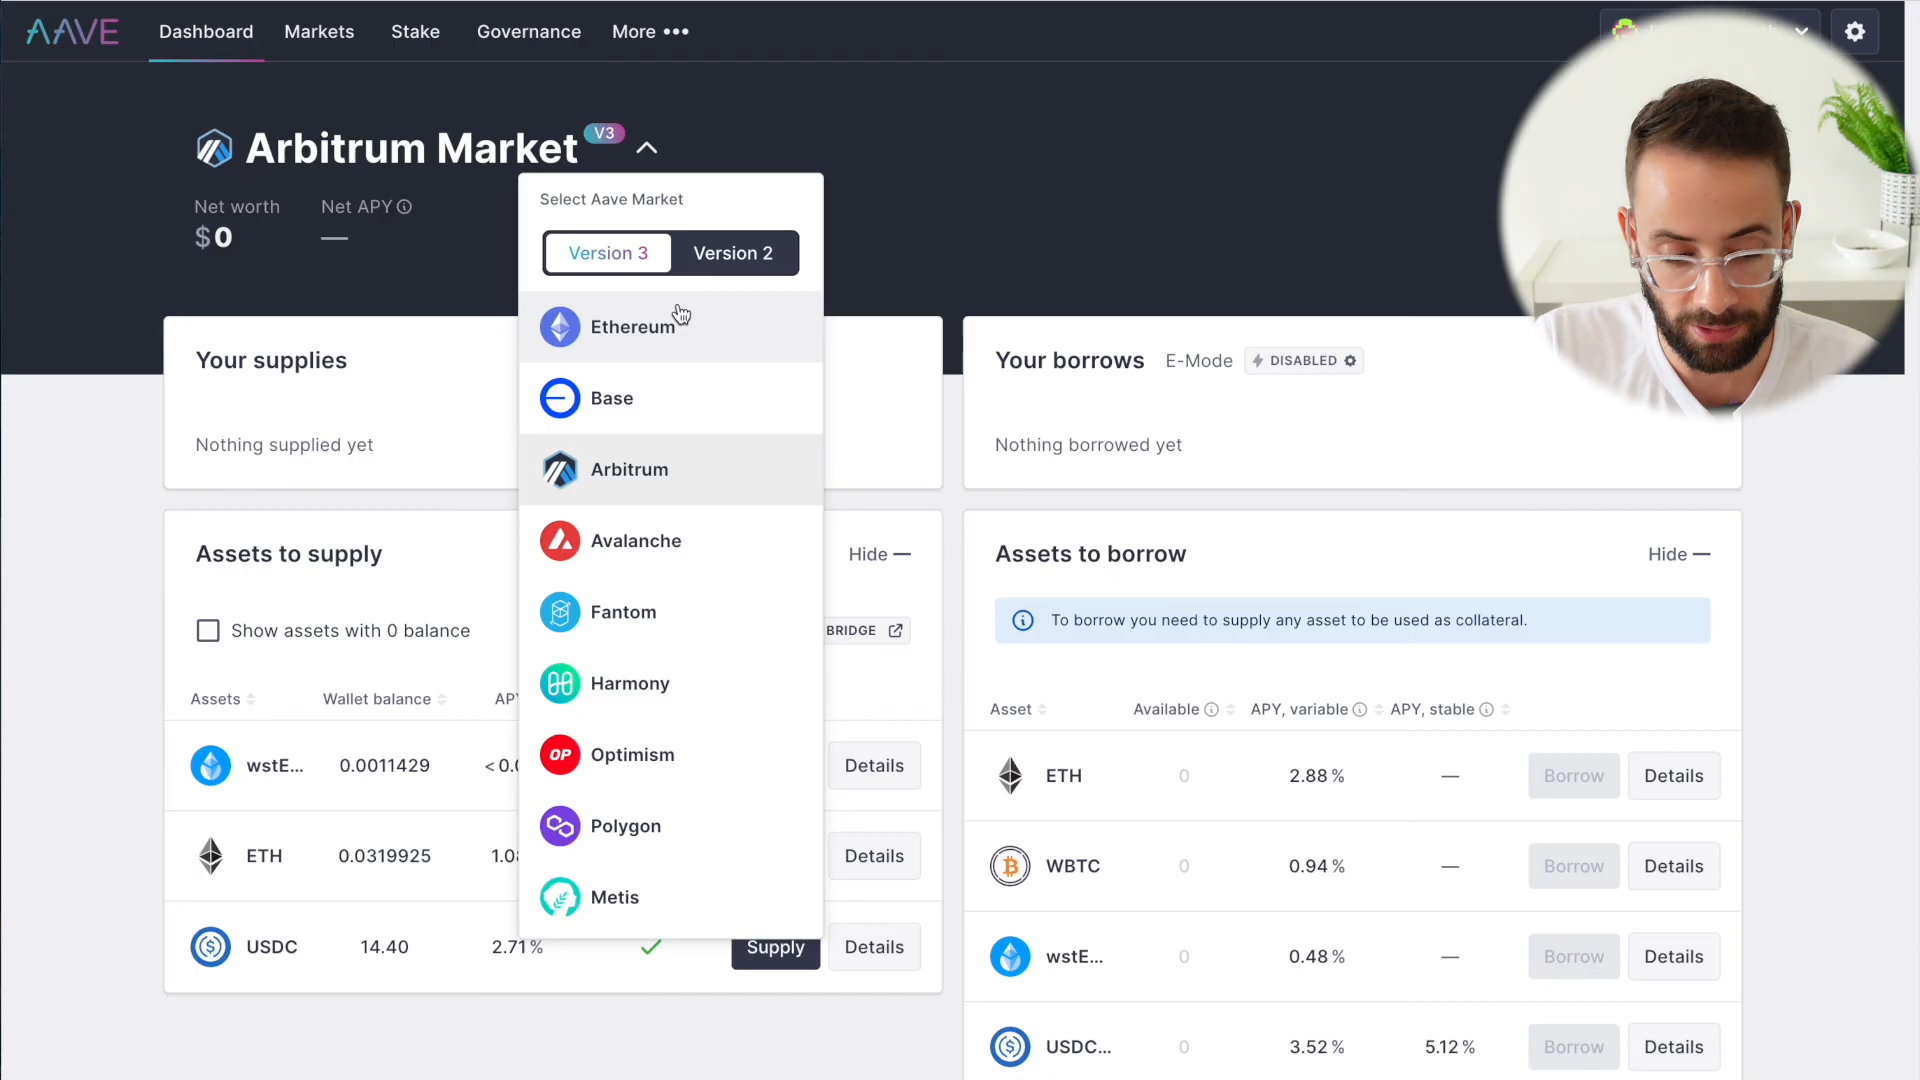 AAVE Dashboard Markets Stake Governance More •••
Arbitrum Market V3
Net worth Net APY
$0 —
Select Aave Market
Version 3 Version 2
Ethereum
Base
Arbitrum
Avalanche
Fantom
Harmony
Optimism
Polygon
Metis
Your supplies
Nothing supplied yet
Your borrows E-Mode DISABLED
Nothing borrowed yet
Assets to supply Hide —
Show assets with 0 balance BRIDGE
Assets Wallet balance
wstE... 0.0011429 Details
ETH 0.0319925 Details
USDC 14.40 2.71 % Supply Details
Assets to borrow Hide —
To borrow you need to supply any asset to be used as collateral.
Asset Available APY, variable APY, stable
ETH 0 2.88 % — Borrow Details
WBTC 0 0.94 % — Borrow Details
wstE... 0 0.48 % — Borrow Details
USDC... 0 3.52 % 5.12 % Borrow Details